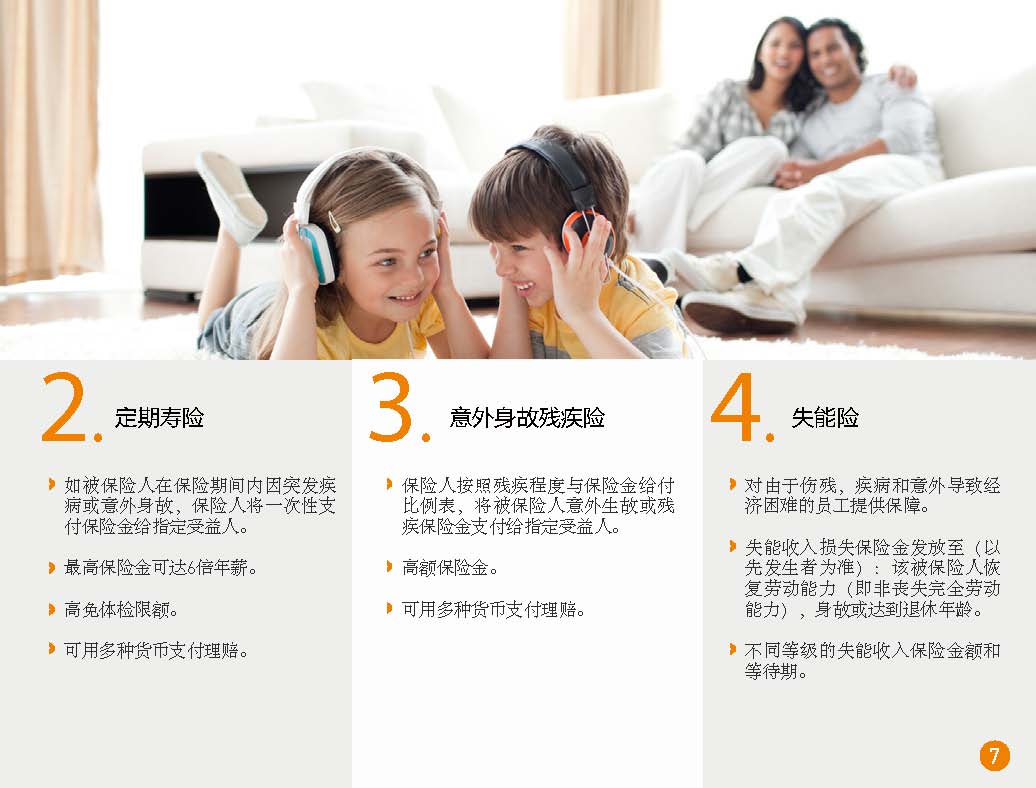 2.
定期寿险
如被保险人在保险期间内因突发疾
病或意外身故，保险人将一次性支
付保险金给指定受益人。
最高保险金可达6倍年薪。
高免体检限额。
可用多种货币支付理赔。
3.
意外身故残疾险
保险人按照残疾程度与保险金给付
比例表，将被保险人意外生故或残
疾保险金支付给指定受益人。
高额保险金。
可用多种货币支付理赔。
4.
失能险
对由于伤残，疾病和意外导致经
济困难的员工提供保障。
失能收入损失保险金发放至（以
先发生者为准）：该被保险人恢
复劳动能力（即非丧失完全劳动
能力），身故或达到退休年龄。
不同等级的失能收入保险金额和
等待期。
7